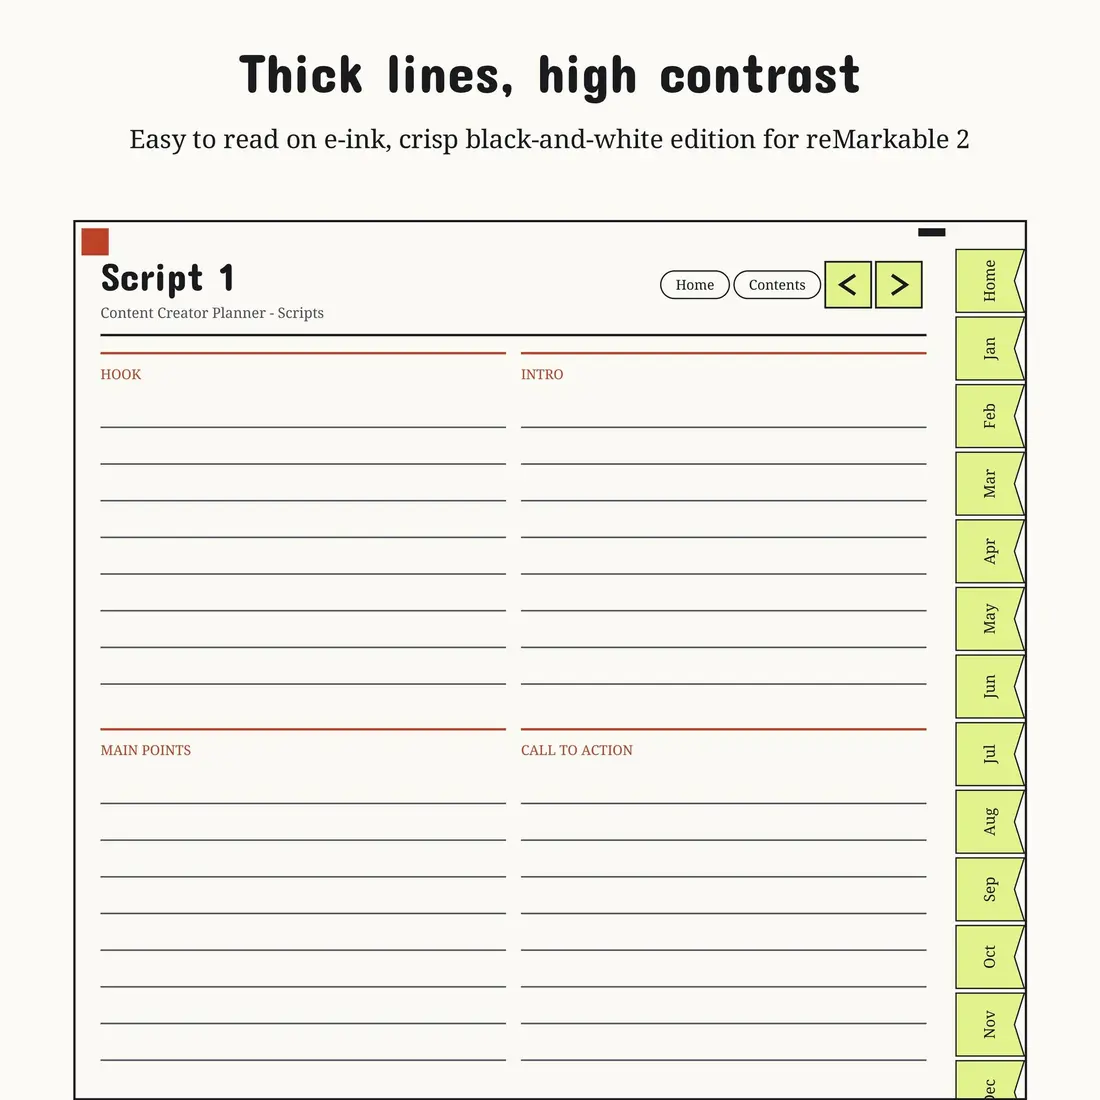 Thick lines, high contrast
Easy to read on e-ink, crisp black-and-white edition for reMarkable 2
Script 1
Content Creator Planner - Scripts
Home
Contents
<
>
HOOK
INTRO
MAIN POINTS
CALL TO ACTION
Home
Jan
Feb
Mar
Apr
May
Jun
Jul
Aug
Sep
Oct
Nov
Dec